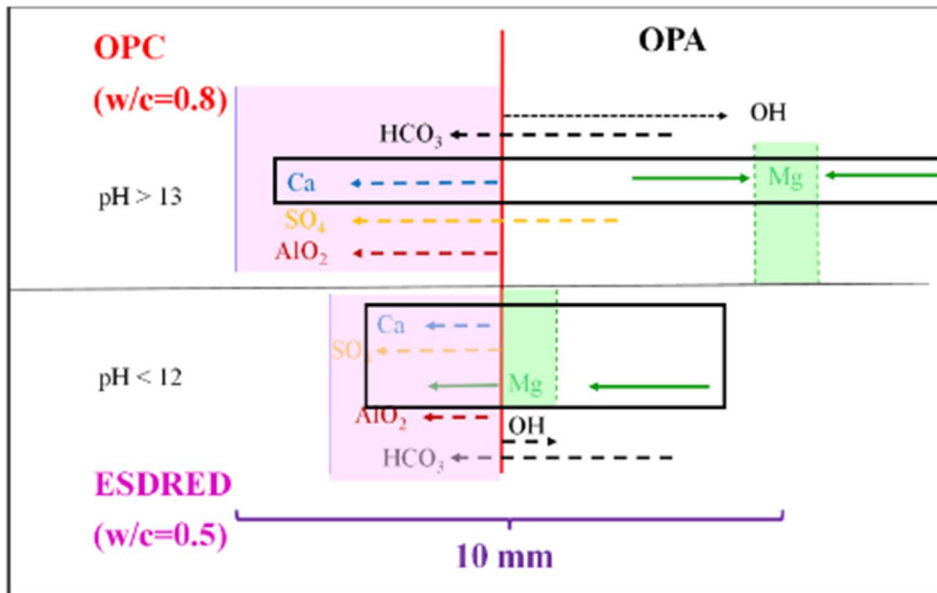 OPC
(w/c=0.8)
OPA
OH
HCO₃
Ca
Mg
pH > 13
SO₄
AlO₂
Ca
SO₄
pH < 12
Mg
AlO₂
OH
HCO₃
ESDRED
(w/c=0.5)
10 mm